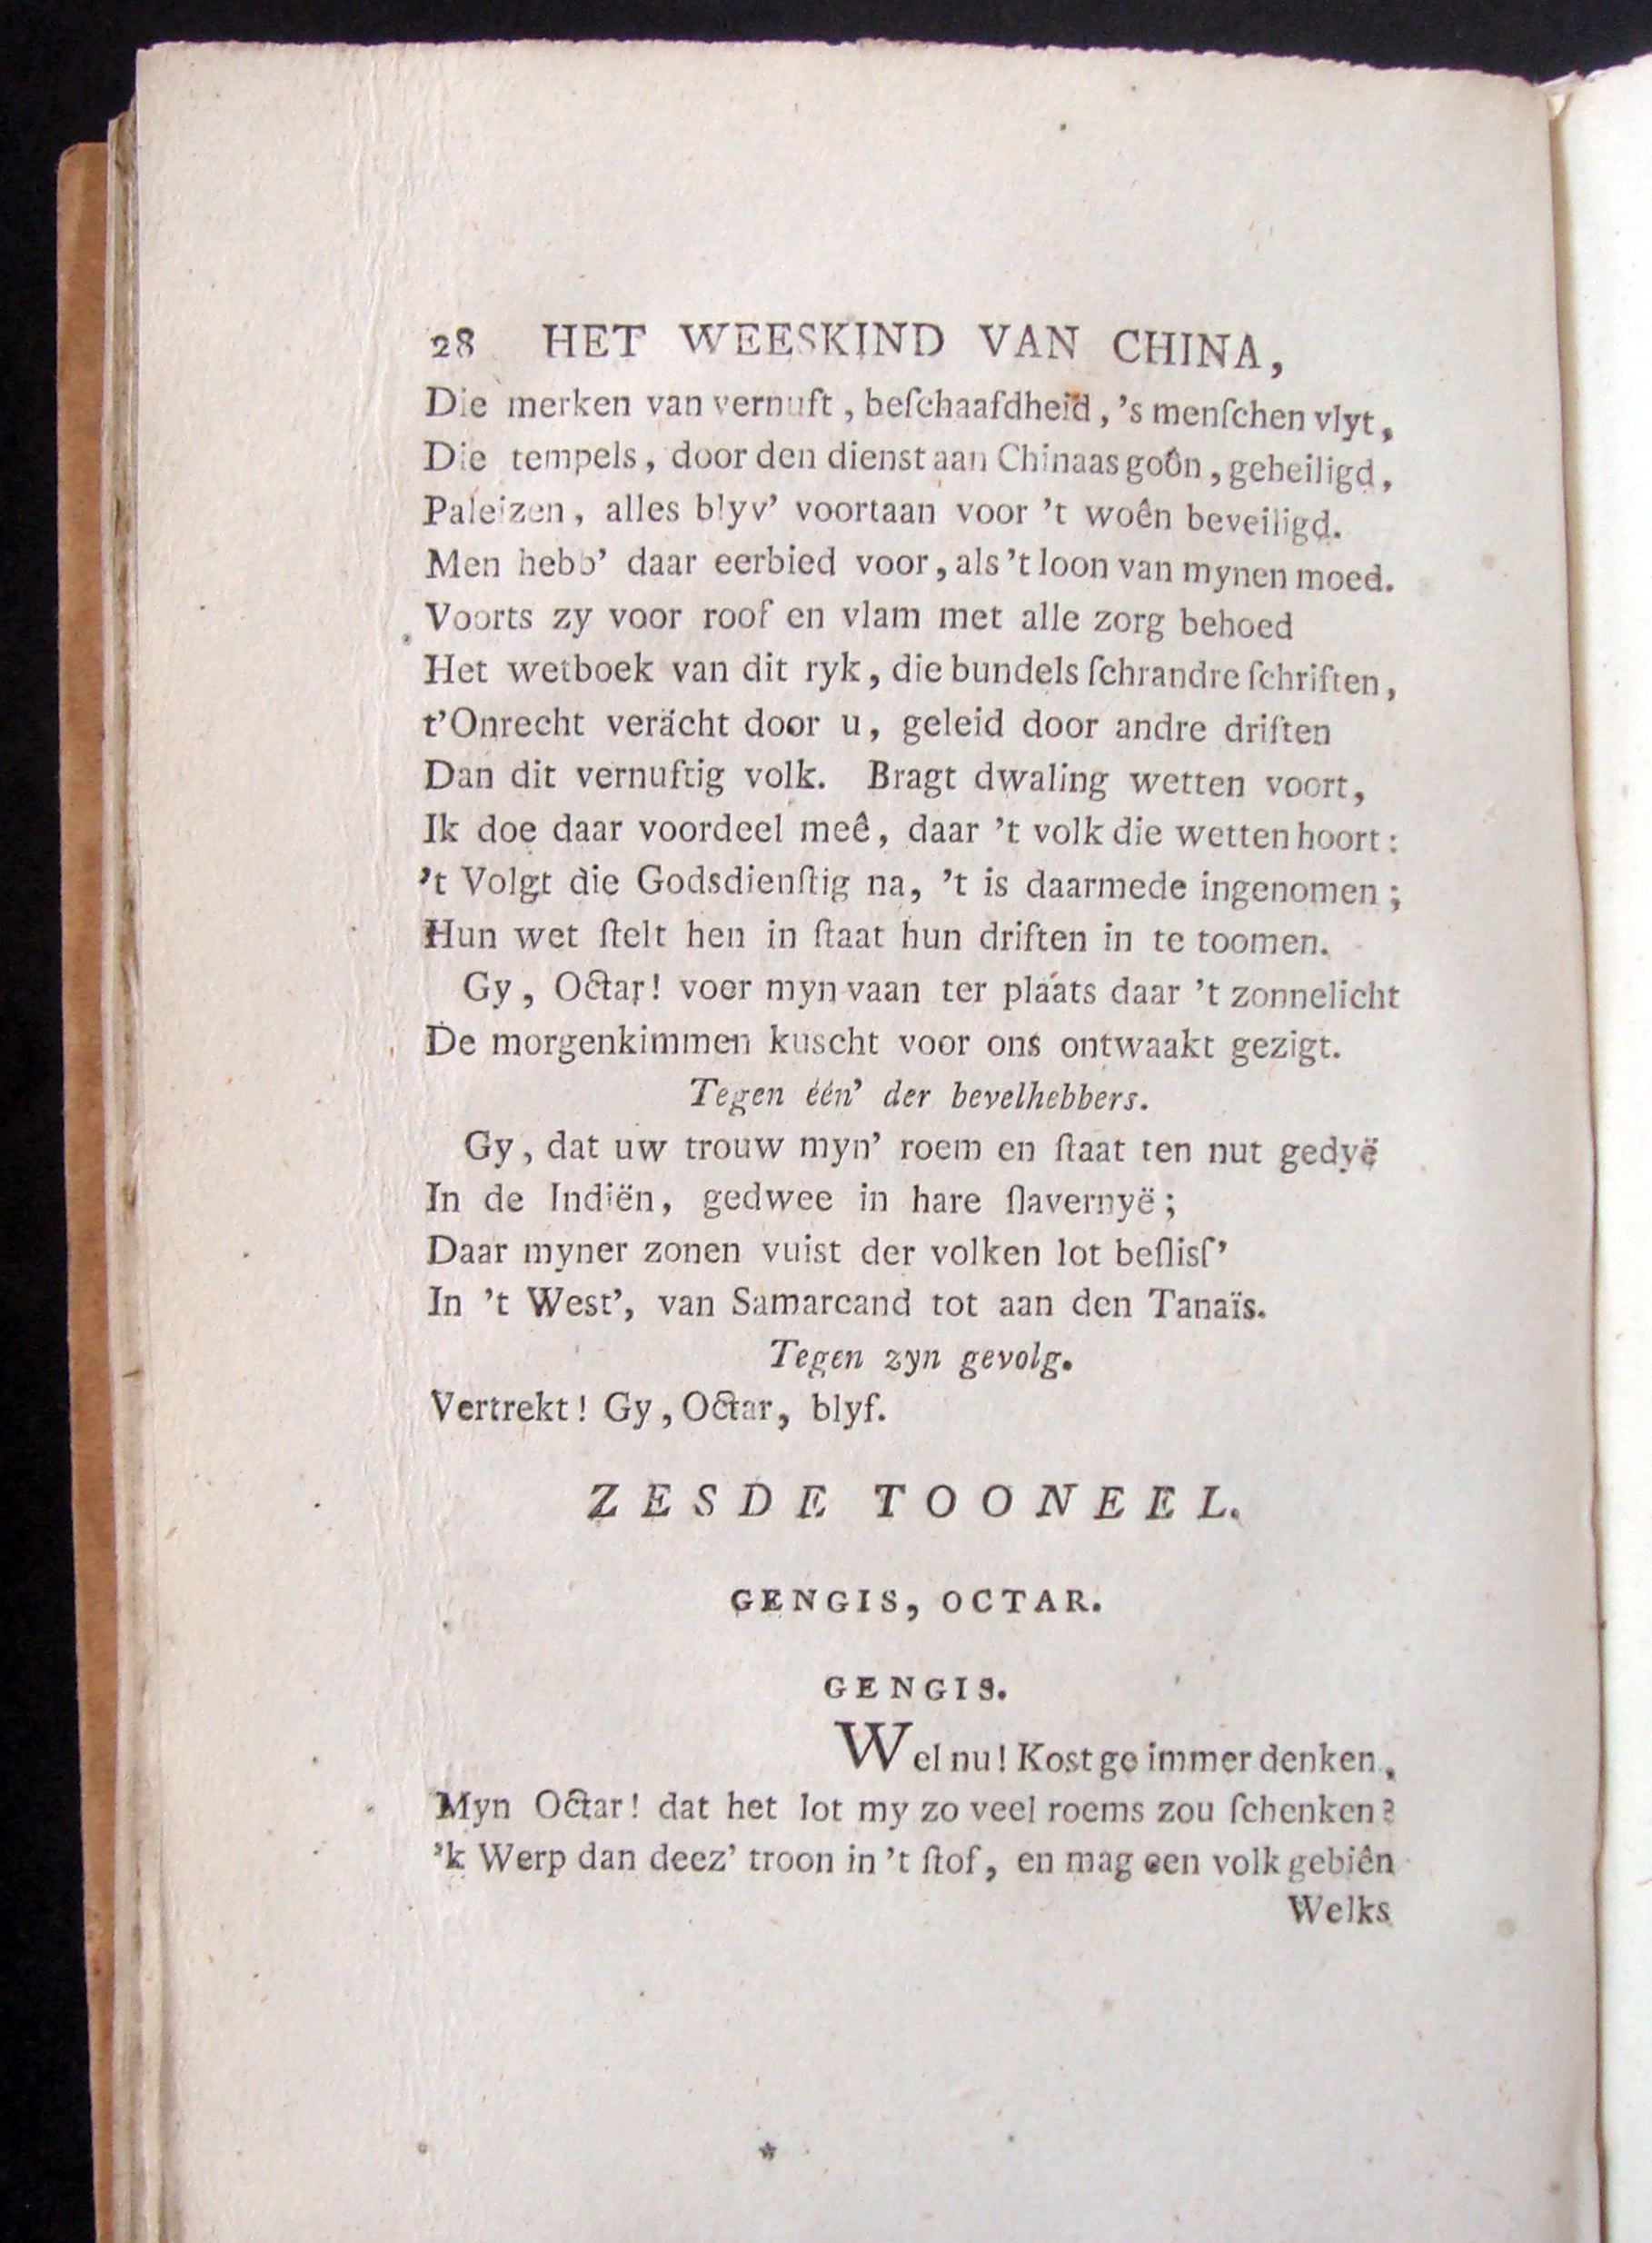 28 HET WEESKIND VAN CHINA,
Die merken van vernuft, beſchaafdheid, 's menſchen vlyt,
Die tempels, door den dienst aan Chinaas goôn, geheiligd,
Paleizen, alles blyv' voortaan voor 't woên beveiligd.
Men hebb' daar eerbied voor, als 't loon van mynen moed.
Voorts zy voor roof en vlam met alle zorg behoed
Het wetboek van dit ryk, die bundels ſchrandre ſchriften,
t'Onrecht veracht door u, geleid door andre driften
Dan dit vernuftig volk. Bragt dwaling wetten voort,
Ik doe daar voordeel meê, daar 't volk die wetten hoort:
't Volgt die Godsdienſtig na, 't is daarmede ingenomen;
Hun wet ſtelt hen in ſtaat hun driften in te toomen.
Gy, Octar! voer myn vaan ter plaats daar 't zonnelicht
De morgenkimmen kuscht voor ons ontwaakt gezigt.
Tegen één' der bevelhebbers.
Gy, dat uw trouw myn' roem en ſtaat ten nut gedyë
In de Indiën, gedwee in hare ſlavernyë;
Daar myner zonen vuist der volken lot beſlisſ'
In 't West', van Samarcand tot aan den Tanaïs.
Tegen zyn gevolg.
Vertrekt! Gy, Octar, blyf.
ZESDE TOONEEL.
GENGIS, OCTAR.
GENGIS.
Wel nu! Kost ge immer denken,
Myn Octar! dat het lot my zo veel roems zou ſchenken?
'k Werp dan deez' troon in 't ſtof, en mag een volk gebiên
Welks
*